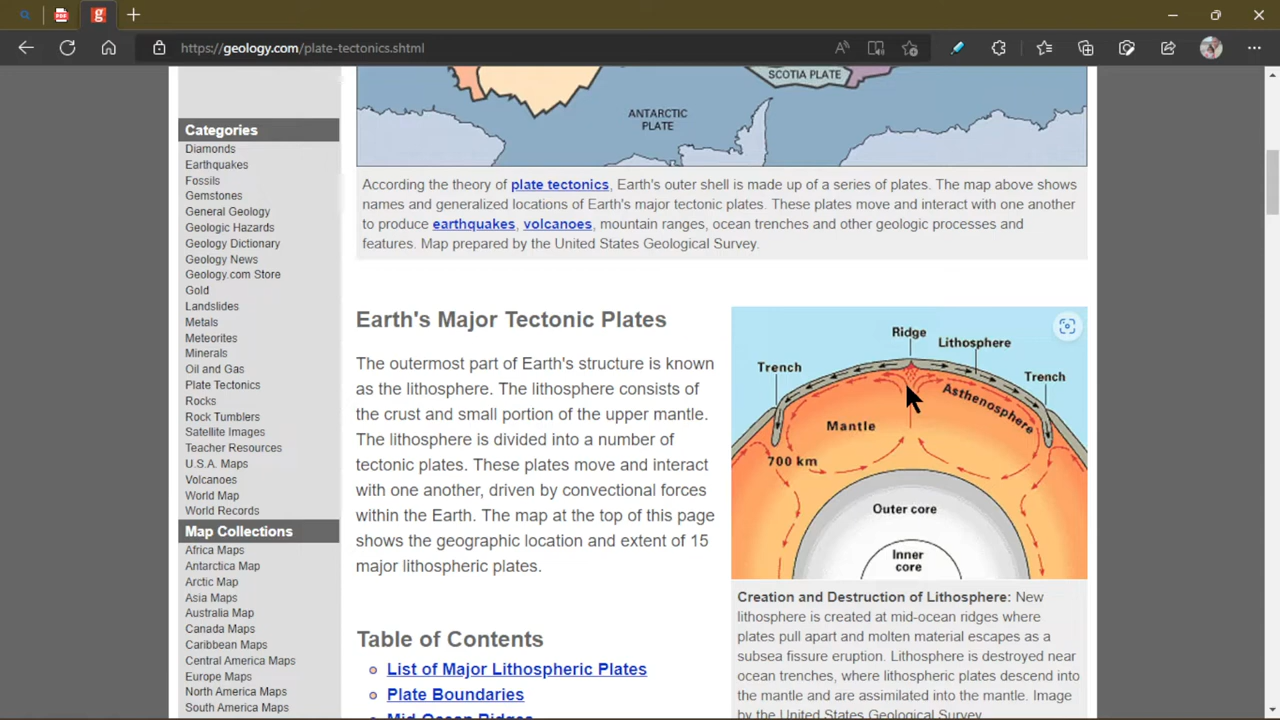 https://geology.com/plate-tectonics.shtml
SCOTIA PLATE
ANTARCTIC
PLATE
According the theory of plate tectonics, Earth's outer shell is made up of a series of plates. The map above shows
names and generalized locations of Earth's major tectonic plates. These plates move and interact with one another
to produce earthquakes, volcanoes, mountain ranges, ocean trenches and other geologic processes and
features. Map prepared by the United States Geological Survey.
Categories
Diamonds
Earthquakes
Fossils
Gemstones
General Geology
Geologic Hazards
Geology Dictionary
Geology News
Geology.com Store
Gold
Landslides
Metals
Meteorites
Minerals
Oil and Gas
Plate Tectonics
Rocks
Rock Tumblers
Satellite Images
Teacher Resources
U.S.A. Maps
Volcanoes
World Map
World Records
Map Collections
Africa Maps
Antarctica Map
Arctic Map
Asia Maps
Australia Map
Canada Maps
Caribbean Maps
Central America Maps
Europe Maps
North America Maps
South America Maps
Earth's Major Tectonic Plates
The outermost part of Earth's structure is known
as the lithosphere. The lithosphere consists of
the crust and small portion of the upper mantle.
The lithosphere is divided into a number of
tectonic plates. These plates move and interact
with one another, driven by convectional forces
within the Earth. The map at the top of this page
shows the geographic location and extent of 15
major lithospheric plates.
Table of Contents
List of Major Lithospheric Plates
Plate Boundaries
Mid-Ocean Ridges
Ridge
Lithosphere
Trench
Trench
Asthenosphere
Mantle
700 km
Outer core
Inner
core
Creation and Destruction of Lithosphere: New
lithosphere is created at mid-ocean ridges where
plates pull apart and molten material escapes as a
subsea fissure eruption. Lithosphere is destroyed near
ocean trenches, where lithospheric plates descend into
the mantle and are assimilated into the mantle. Image
by the United States Geological Survey.